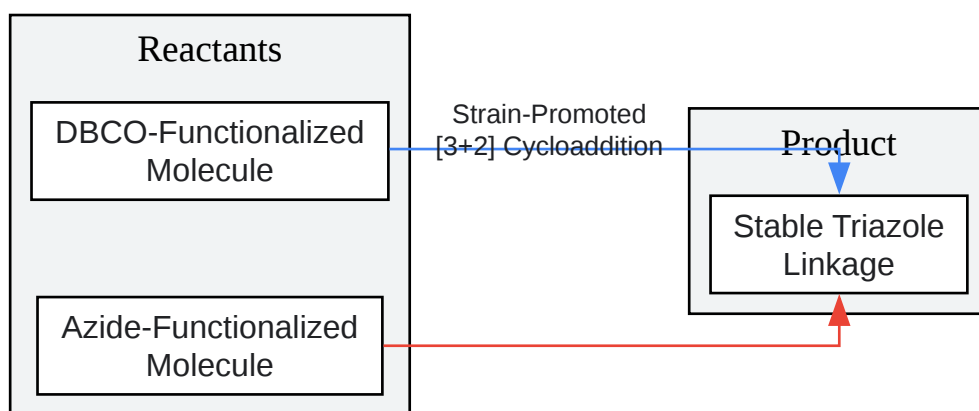 Reactants
DBCO-Functionalized
Molecule
Strain-Promoted
[3+2] Cycloaddition
Product
Stable Triazole
Linkage
Azide-Functionalized
Molecule